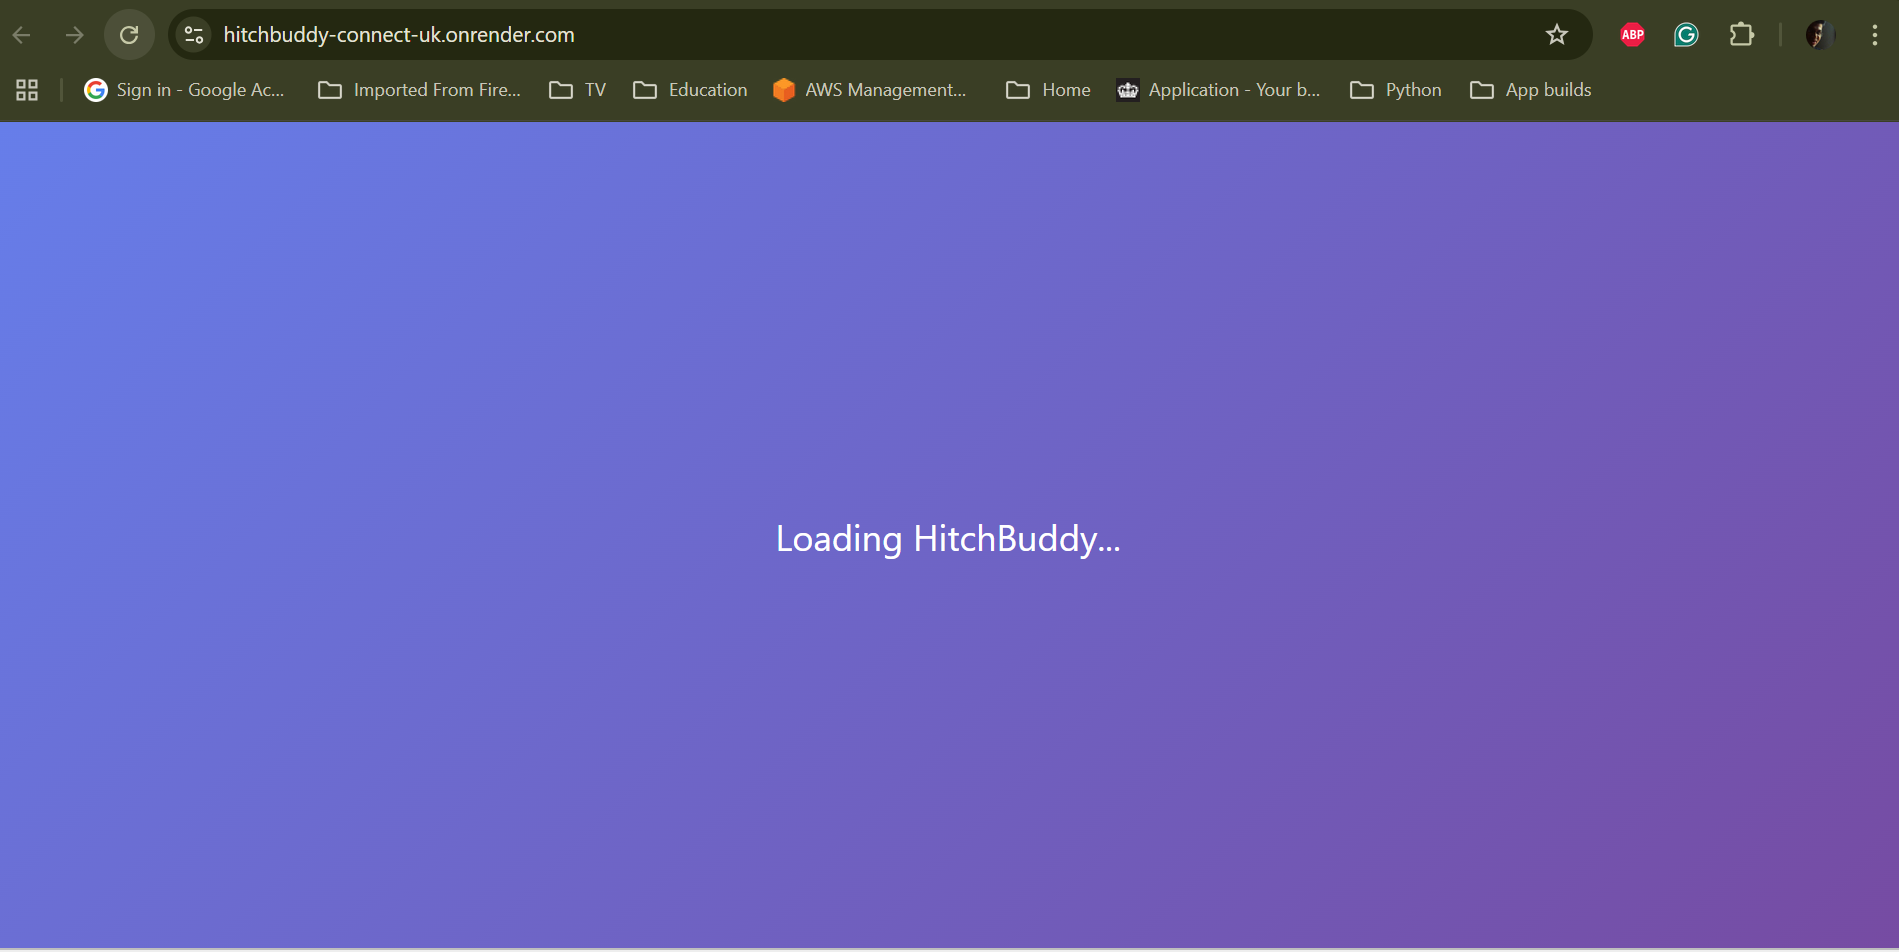 hitchbuddy-connect-uk.onrender.com
ABP
G
Sign in - Google Ac...
Imported From Fire...
TV
Education
AWS Management...
Home
Application - Your b...
Python
App builds
Loading HitchBuddy...